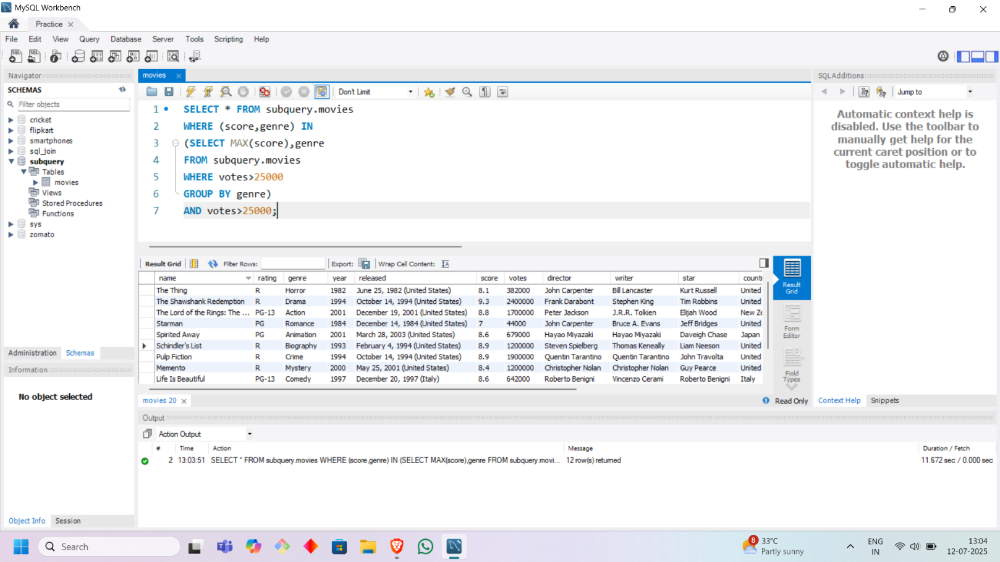 MySQL Workbench
Practice
File Edit View Query Database Server Tools Scripting Help
Navigator
SCHEMAS
Filter objects
cricket
flipkart
smartphones
sql_join
subquery
Tables
movies
Views
Stored Procedures
Functions
sys
zomato
Administration Schemas
Information
No object selected
Object Info Session
movies
Don't Limit
1 SELECT * FROM subquery.movies
2 WHERE (score,genre) IN
3 (SELECT MAX(score),genre
4 FROM subquery.movies
5 WHERE votes>25000
6 GROUP BY genre)
7 AND votes>25000;
Result Grid Filter Rows: Export: Wrap Cell Content:
name rating genre year released score votes director writer star countr
The Thing R Horror 1982 June 25, 1982 (United States) 8.1 382000 John Carpenter Bill Lancaster Kurt Russell United
The Shawshank Redemption R Drama 1994 October 14, 1994 (United States) 9.3 2400000 Frank Darabont Stephen King Tim Robbins United
The Lord of the Rings: The ... PG-13 Action 2001 December 19, 2001 (United States) 8.8 1700000 Peter Jackson J.R.R. Tolkien Elijah Wood New Ze
Starman PG Romance 1984 December 14, 1984 (United States) 7 44000 John Carpenter Bruce A. Evans Jeff Bridges United
Spirited Away PG Animation 2001 March 28, 2003 (United States) 8.6 679000 Hayao Miyazaki Hayao Miyazaki Daveigh Chase Japan
Schindler's List R Biography 1993 February 4, 1994 (United States) 8.9 1200000 Steven Spielberg Thomas Keneally Liam Neeson United
Pulp Fiction R Crime 1994 October 14, 1994 (United States) 8.9 1900000 Quentin Tarantino Quentin Tarantino John Travolta United
Memento R Mystery 2000 May 25, 2001 (United States) 8.4 1200000 Christopher Nolan Christopher Nolan Guy Pearce United
Life Is Beautiful PG-13 Comedy 1997 December 20, 1997 (Italy) 8.6 642000 Roberto Benigni Vincenzo Cerami Roberto Benigni Italy
Result
Grid
Form
Editor
Field
Types
movies 20
Read Only
SQLAdditions
Jump to
Automatic context help is
disabled. Use the toolbar to
manually get help for the
current caret position or to
toggle automatic help.
Context Help Snippets
Output
Action Output
# Time Action Message Duration / Fetch
2 13:03:51 SELECT * FROM subquery.movies WHERE (score,genre) IN (SELECT MAX(score),genre FROM subquery.movi... 12 row(s) returned 11.672 sec / 0.000 sec
Search
8
33°C
Partly sunny
ENG
IN
13:04
12-07-2025